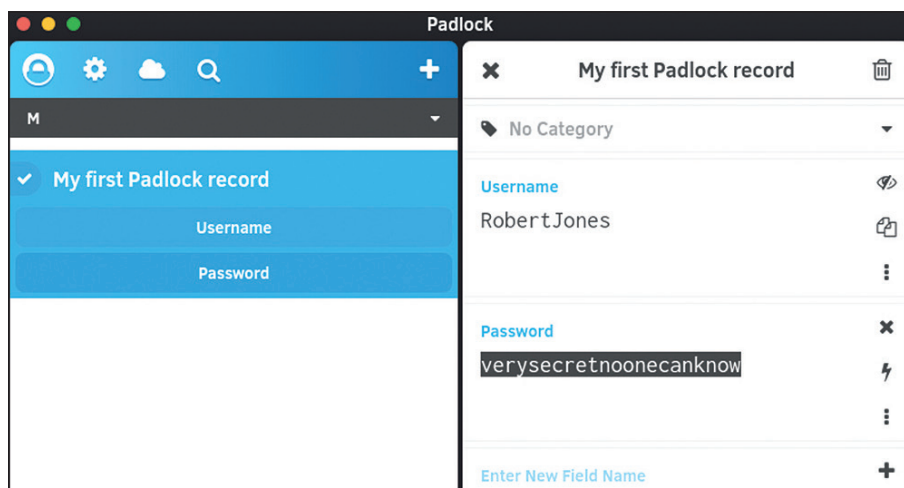 Padlock
M
My first Padlock record
Username
Password
My first Padlock record
No Category
Username
RobertJones
Password
verysecretnoonecanknow
Enter New Field Name